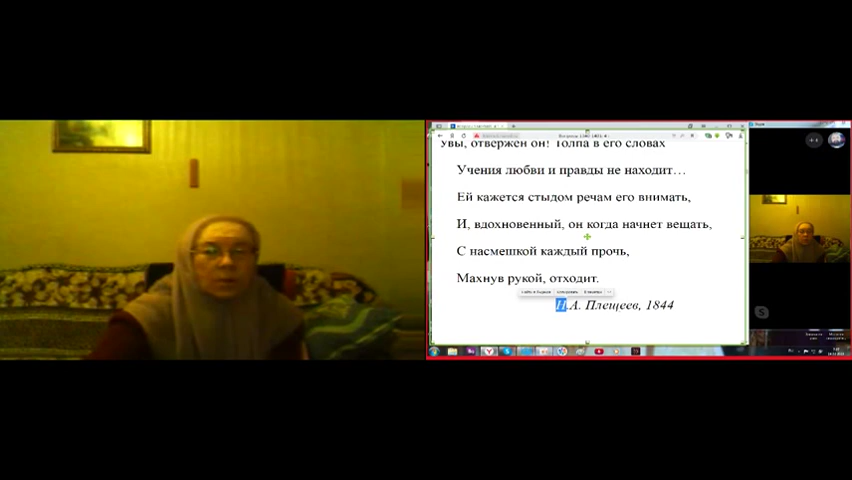 Увы, отвержен он! Толпа в его словах
Учения любви и правды не находит…
Ей кажется стыдом речам его внимать,
И, вдохновенный, он когда начнет вещать,
С насмешкой каждый прочь,
Махнув рукой, отходит.
Н.А. Плещеев, 1844